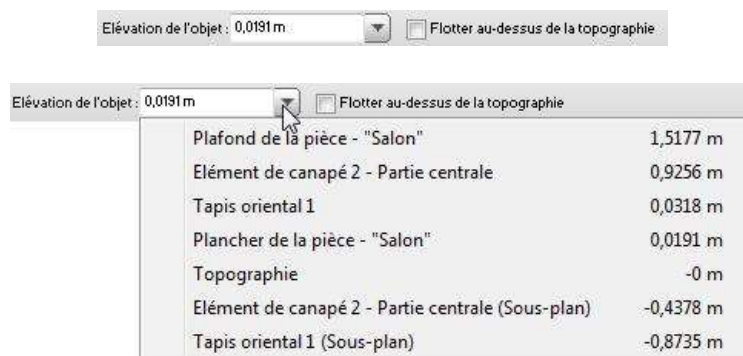 Elévation de l'objet : 0,0191 m Flotter au-dessus de la topographie
Elévation de l'objet : 0,0191 m Flotter au-dessus de la topographie
Plafond de la pièce - "Salon" 1,5177 m
Elément de canapé 2 - Partie centrale 0,9256 m
Tapis oriental 1 0,0318 m
Plancher de la pièce - "Salon" 0,0191 m
Topographie -0 m
Elément de canapé 2 - Partie centrale (Sous-plan) -0,4378 m
Tapis oriental 1 (Sous-plan) -0,8735 m